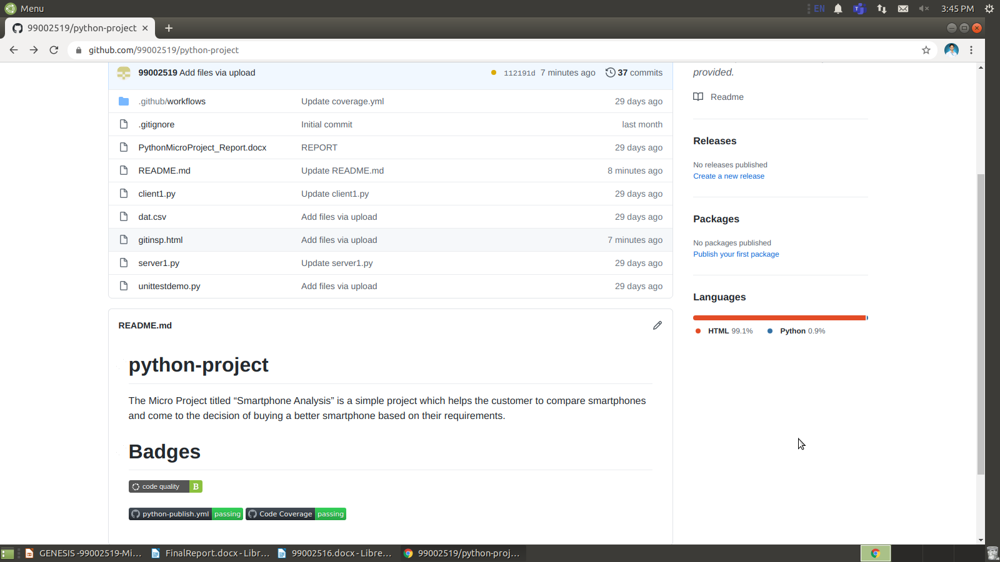 Menu
EN
3:45 PM
99002519/python-project
github.com/99002519/python-project
99002519 Add files via upload
112191d 7 minutes ago
37 commits
.github/workflows Update coverage.yml 29 days ago
.gitignore Initial commit last month
PythonMicroProject_Report.docx REPORT 29 days ago
README.md Update README.md 8 minutes ago
client1.py Update client1.py 29 days ago
dat.csv Add files via upload 29 days ago
gitinsp.html Add files via upload 7 minutes ago
server1.py Update server1.py 29 days ago
unittestdemo.py Add files via upload 29 days ago
README.md
python-project
The Micro Project titled “Smartphone Analysis” is a simple project which helps the customer to compare smartphones
and come to the decision of buying a better smartphone based on their requirements.
Badges
code quality B
python-publish.yml passing Code Coverage passing
provided.
Readme
Releases
No releases published
Create a new release
Packages
No packages published
Publish your first package
Languages
HTML 99.1% Python 0.9%
GENESIS -99002519-Mi...
FinalReport.docx - Libr...
99002516.docx - Libre...
99002519/python-proj...